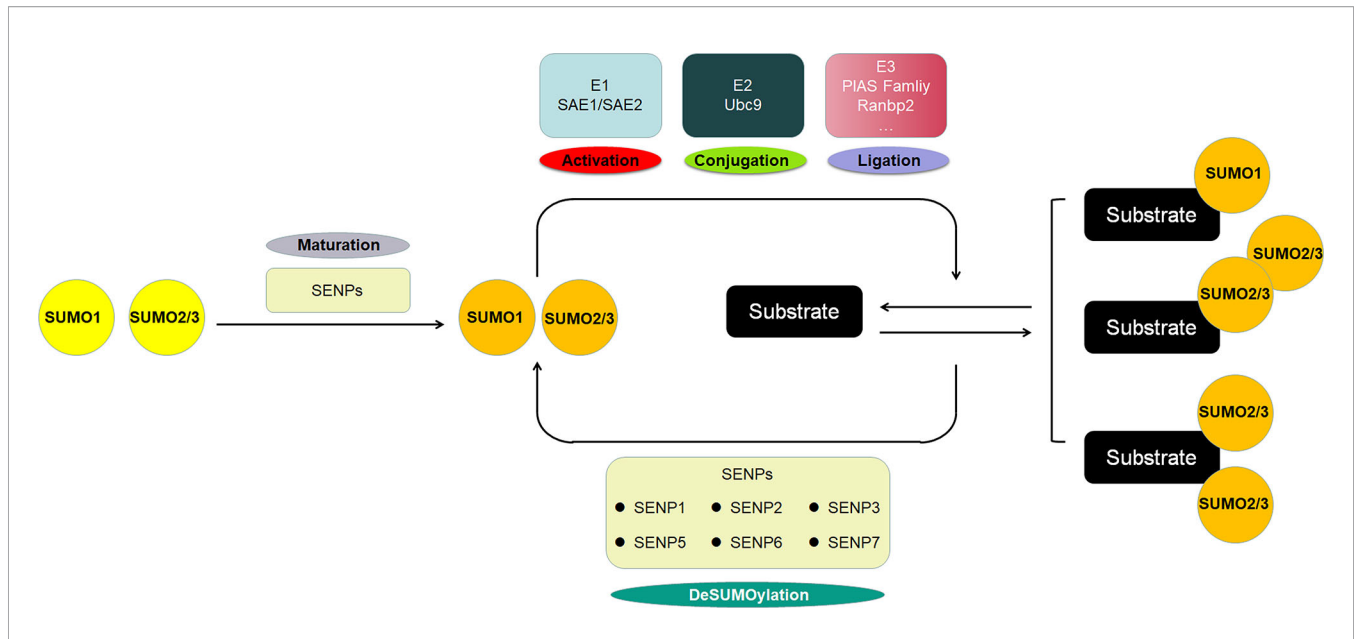 E1
SAE1/SAE2
E2
Ubc9
E3
PIAS Famliy
Ranbp2
...
Activation
Conjugation
Ligation
Maturation
SENPs
SUMO1
SUMO2/3
SUMO1
SUMO2/3
Substrate
Substrate
SUMO1
Substrate
SUMO2/3
SUMO2/3
Substrate
SUMO2/3
SUMO2/3
SENPs
● SENP1
● SENP2
● SENP3
● SENP5
● SENP6
● SENP7
DeSUMOylation